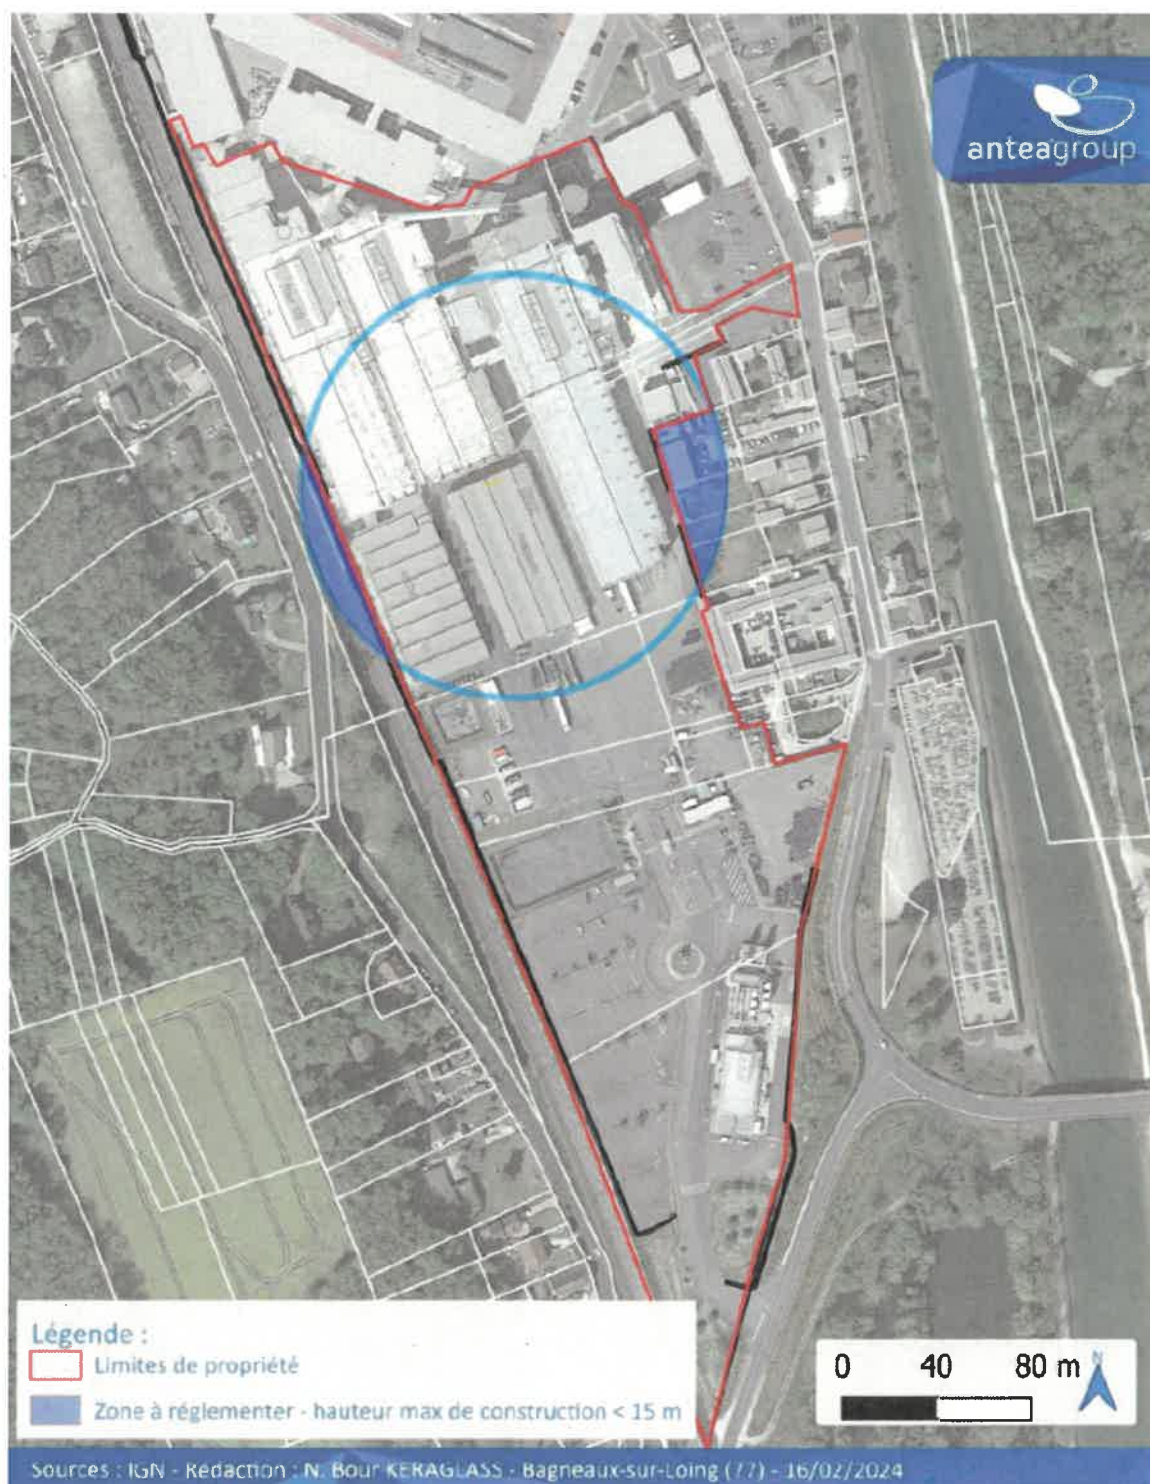 anteagroup
Légende :
Limites de propriété
Zone à réglementer - hauteur max de construction < 15 m
0 40 80 m
N
Sources : IGN - Rédaction : N. Bour KERAGLASS - Bagneaux-sur-Loing (77) - 16/02/2024